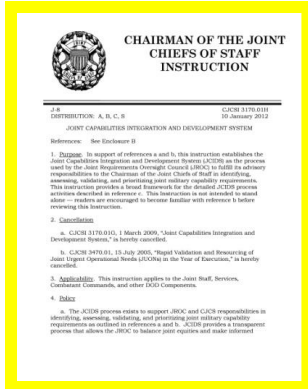 CHAIRMAN OF THE JOINT
CHIEFS OF STAFF
INSTRUCTION
J-8
CJCSI 3170.01H
DISTRIBUTION: A, B, C, S
10 January 2012
JOINT CAPABILITIES INTEGRATION AND DEVELOPMENT SYSTEM
References: See Enclosure B
1. Purpose. In support of references a and b, this instruction establishes the
Joint Capabilities Integration and Development System (JCIDS) as the process
used by the Joint Requirements Oversight Council (JROC) to fulfill its advisory
responsibilities to the Chairman of the Joint Chiefs of Staff in identifying,
assessing, validating, and prioritizing joint military capability requirements.
This instruction provides a broad framework for the detailed JCIDS process
activities described in reference c. This Instruction is not intended to stand
alone -- readers are encouraged to become familiar with reference b before
reviewing this Instruction.
2. Cancellation
a. CJCSI 3170.01G, 1 March 2009, "Joint Capabilities Integration and
Development System," is hereby cancelled.
b. CJCSI 3470.01, 15 July 2005, "Rapid Validation and Resourcing of
Joint Urgent Operational Needs (JUONs) in the Year of Execution," is hereby
cancelled.
3. Applicability. This instruction applies to the Joint Staff, Services,
Combatant Commands, and other DOD Components.
4. Policy
a. The JCIDS process exists to support JROC and CJCS responsibilities in
identifying, assessing, validating, and prioritizing joint military capability
requirements as outlined in references a and b. JCIDS provides a transparent
process that allows the JROC to balance joint equities and make informed